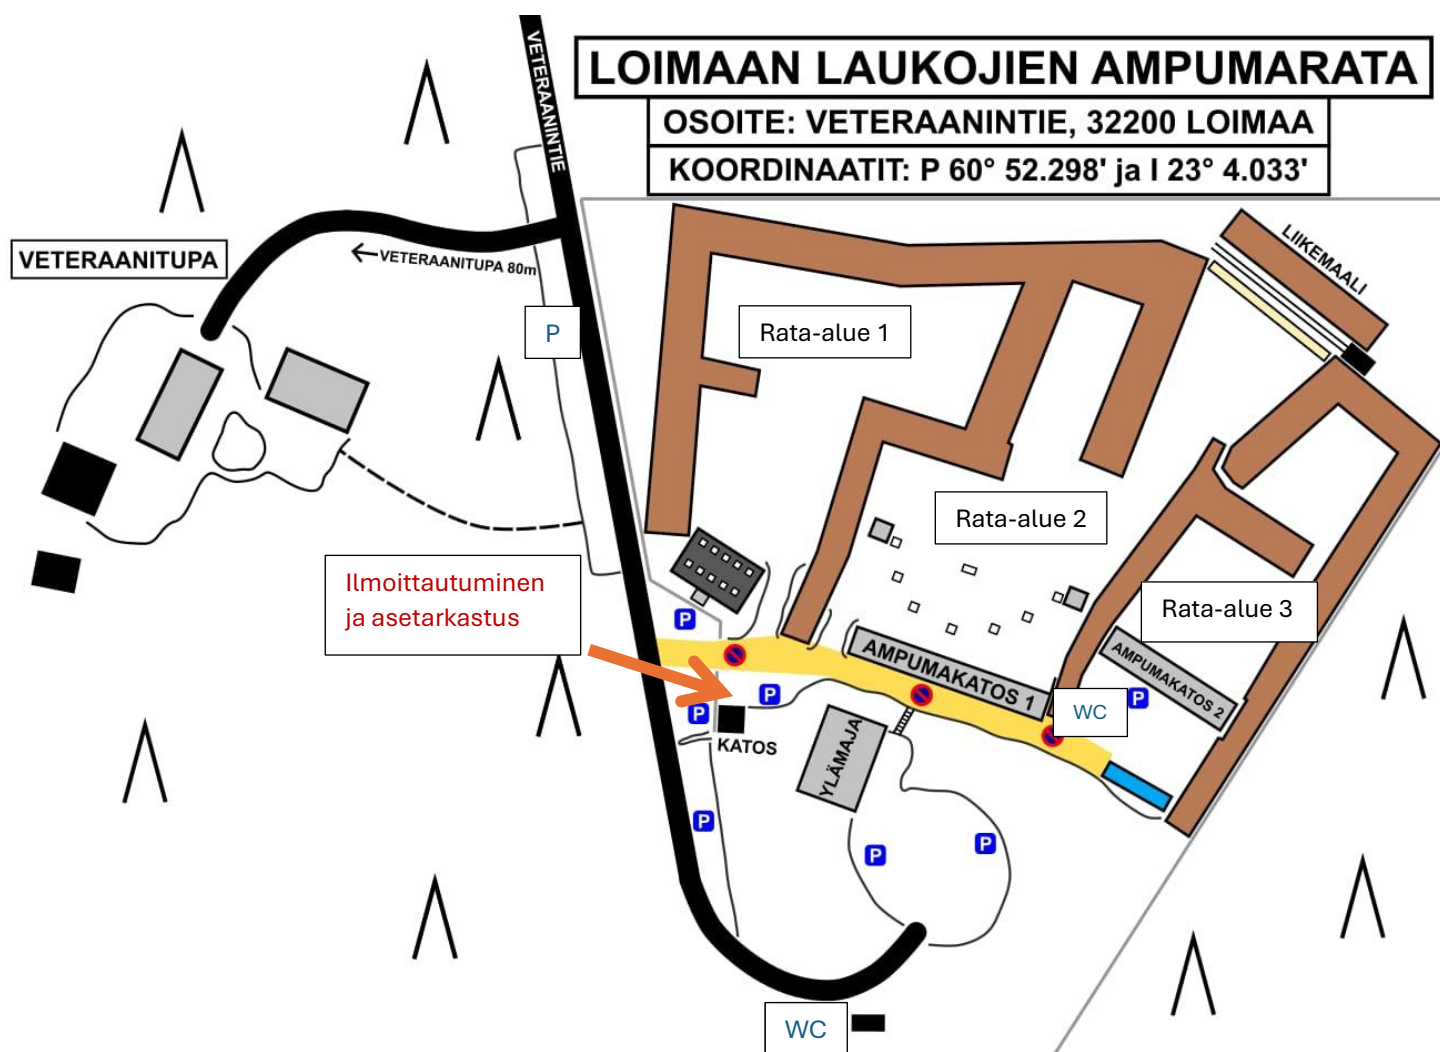 LOIMAAN LAUKOJIEN AMPUMARATA
OSOITE: VETERAANINTIE, 32200 LOIMAA
KOORDINAATIT: P 60° 52.298' ja I 23° 4.033'
VETERAANINTIE
LIIKEMAALI
VETERAANITUPA
VETERAANITUPA 80m
P
Rata-alue 1
Rata-alue 2
Ilmoittautuminen
ja asetarkastus
Rata-alue 3
P
AMPUMAKATOS 1
AMPUMAKATOS 2
P
P
P
WC
KATOS
YLÄMAJA
P
P
P
WC